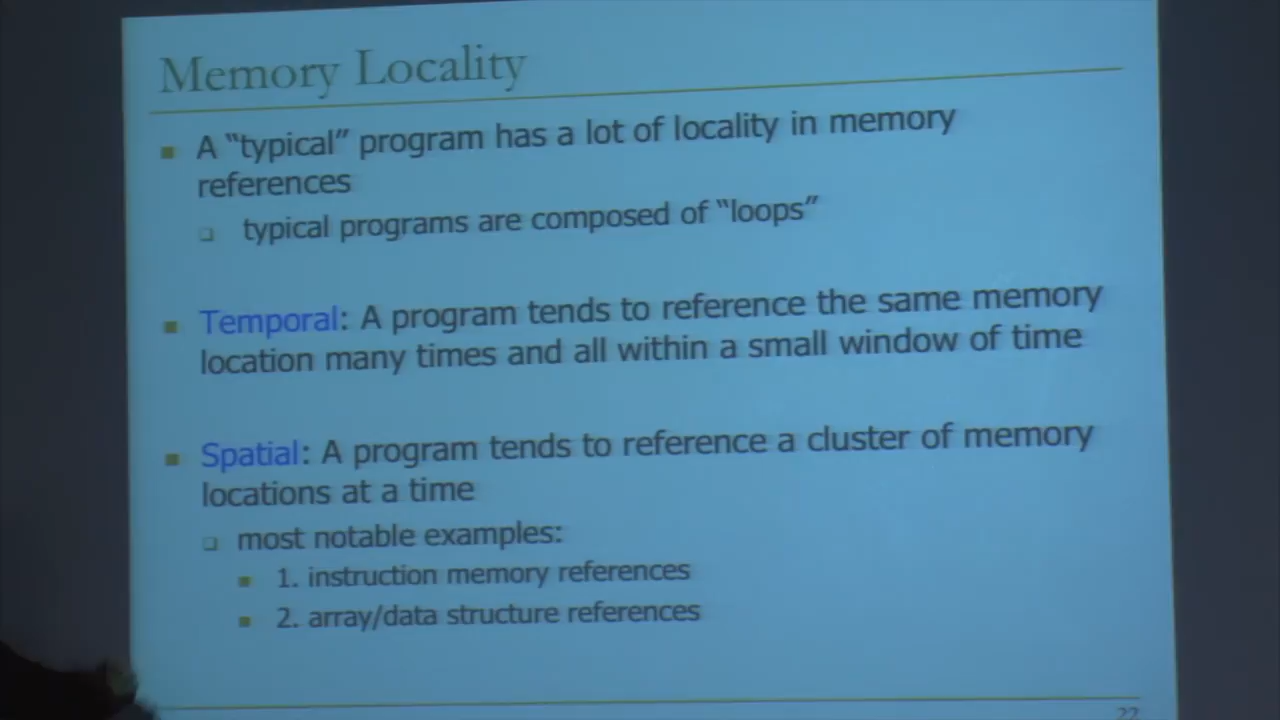 Memory Locality
A “typical” program has a lot of locality in memory
references
typical programs are composed of “loops”
Temporal: A program tends to reference the same memory
location many times and all within a small window of time
Spatial: A program tends to reference a cluster of memory
locations at a time
most notable examples:
1. instruction memory references
2. array/data structure references